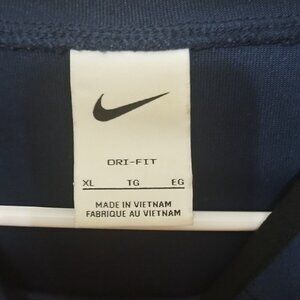 DRI-FIT
XL TG EG
MADE IN VIETNAM
FABRIQUE AU VIETNAM